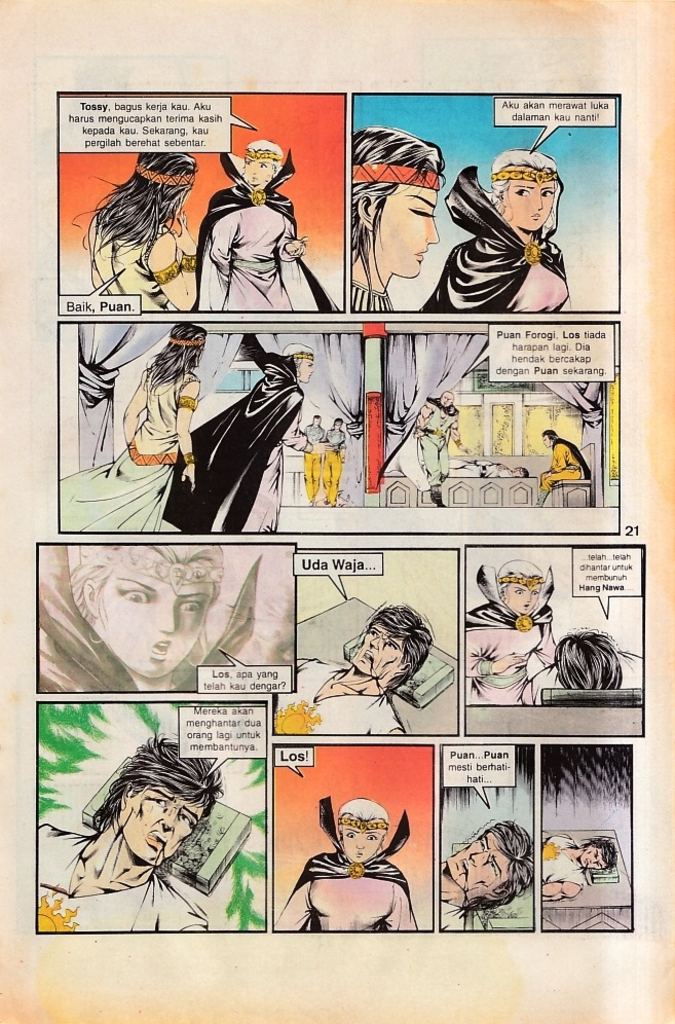 Tossy, bagus kerja kau. Aku
harus mengucapkan terima kasih
kepada kau. Sekarang, kau
pergilah berehat sebentar.
Baik, Puan.
Aku akan merawat luka
dalaman kau nanti!
Puan Forogi, Los tiada
harapan lagi. Dia
hendak bercakap
dengan Puan sekarang.
21
Los, apa yang
telah kau dengar?
Uda Waja...
...telah...telah
dihantar untuk
membunuh
Hang Nawa...
Mereka akan
menghantar dua
orang lagi untuk
membantunya.
Los!
Puan...Puan
mesti berhati-
hati...